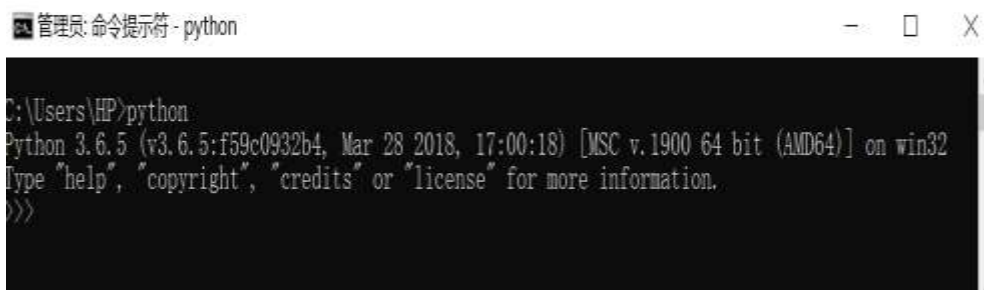 管理员: 命令提示符 - python
C:\Users\HP>python
Python 3.6.5 (v3.6.5:f59c0932b4, Mar 28 2018, 17:00:18) [MSC v.1900 64 bit (AMD64)] on win32
Type "help", "copyright", "credits" or "license" for more information.
>>>